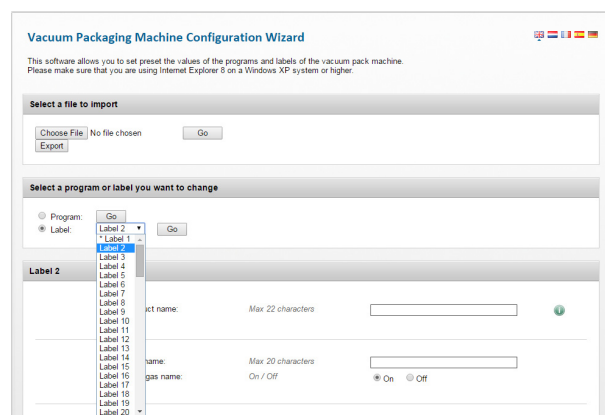 Vacuum Packaging Machine Configuration Wizard
This software allows you to set preset the values of the programs and labels of the vacuum pack machine.
Please make sure that you are using Internet Explorer 8 on a Windows XP system or higher.
Select a file to import
Choose File No file chosen Go
Export
Select a program or label you want to change
Program: Go
Label: Label 2 Go
* Label 1
Label 2
Label 3
Label 4
Label 5
Label 6
Label 7
Label 8
Label 9
Label 10
Label 11
Label 12
Label 13
Label 14
Label 15
Label 16
Label 17
Label 18
Label 19
Label 20
Label 2
uct name: Max 22 characters
name: Max 20 characters
gas name: On / Off On Off